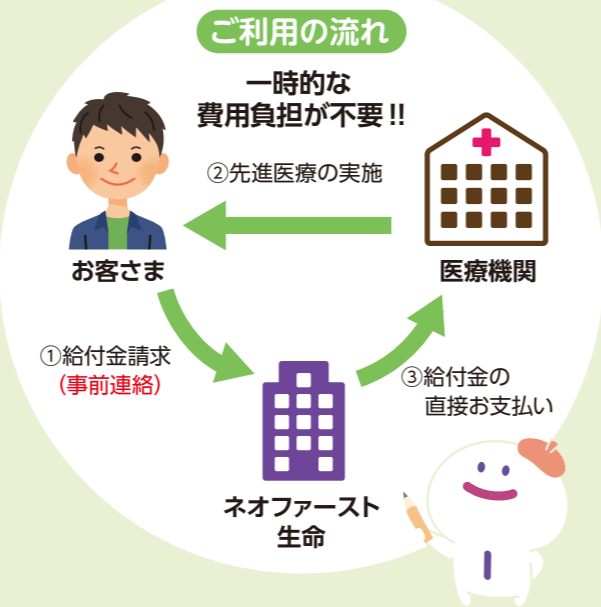 ご利用の流れ
一時的な
費用負担が不要!!
②先進医療の実施
お客さま
医療機関
①給付金請求
(事前連絡)
③給付金の
直接お支払い
ネオファースト
生命